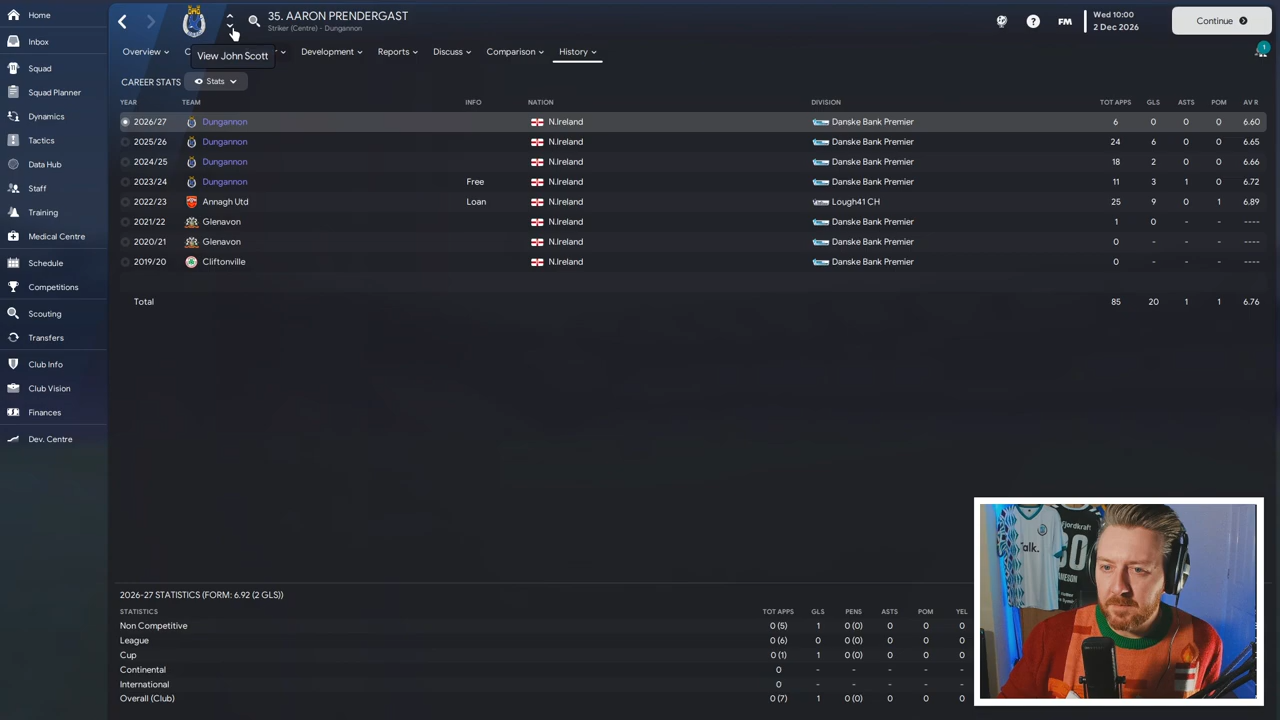 Home
Inbox
Squad
Squad Planner
Dynamics
Tactics
Data Hub
Staff
Training
Medical Centre
Schedule
Competitions
Scouting
Transfers
Club Info
Club Vision
Finances
Dev. Centre
35. AARON PRENDERGAST
Striker (Centre) - Dungannon
FM
Wed 10:00
2 Dec 2026
Continue
1
Overview
Development
Reports
Discuss
Comparison
History
View John Scott
CAREER STATS Stats
YEAR TEAM INFO NATION DIVISION TOT APPS GLS ASTS POM AV R
2026/27 Dungannon N.Ireland Danske Bank Premier 6 0 0 0 6.60
2025/26 Dungannon N.Ireland Danske Bank Premier 24 6 0 0 6.65
2024/25 Dungannon N.Ireland Danske Bank Premier 18 2 0 0 6.66
2023/24 Dungannon Free N.Ireland Danske Bank Premier 11 3 1 0 6.72
2022/23 Annagh Utd Loan N.Ireland Lough41 CH 25 9 0 1 6.89
2021/22 Glenavon N.Ireland Danske Bank Premier 1 0 - - ----
2020/21 Glenavon N.Ireland Danske Bank Premier 0 - - - ----
2019/20 Cliftonville N.Ireland Danske Bank Premier 0 - - - ----
Total 85 20 1 1 6.76
2026-27 STATISTICS (FORM: 6.92 (2 GLS))
STATISTICS TOT APPS GLS PENS ASTS POM YEL
Non Competitive 0 (5) 1 0 (0) 0 0 0
League 0 (6) 0 0 (0) 0 0 0
Cup 0 (1) 1 0 (0) 0 0 0
Continental 0 - - - - -
International 0 - - - - -
Overall (Club) 0 (7) 1 0 (0) 0 0 0
Talk.
Fjordkraft
30
JAMIESON